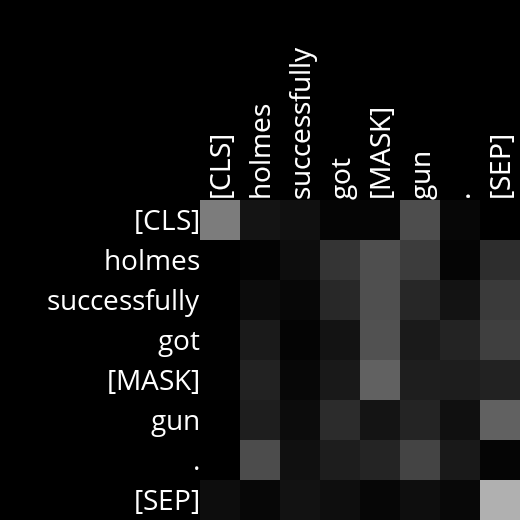 [CLS] holmes successfully got [MASK] gun . [SEP]
[CLS]
holmes
successfully
got
[MASK]
gun
.
[SEP]